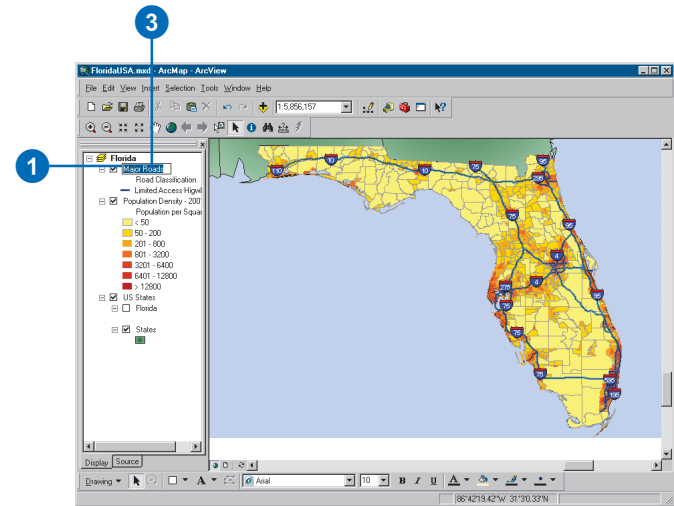 3
FloridaUSA.mxd - ArcMap - ArcView
File Edit View Insert Selection Tools Window Help
1:5,856,157
1
Florida
Major Roads
Road Classification
Limited Access Highw
Population Density - 200
Population per Squar
< 50
50 - 200
201 - 800
801 - 3200
3201 - 6400
6401 - 12800
> 12800
US States
Florida
States
110
10
10
75
95
295
75
95
4
4
275
75
95
75
75
595
195
Display Source
Drawing A Arial 10 B I U A
86°42'19.42"W 31°3'0.33"N